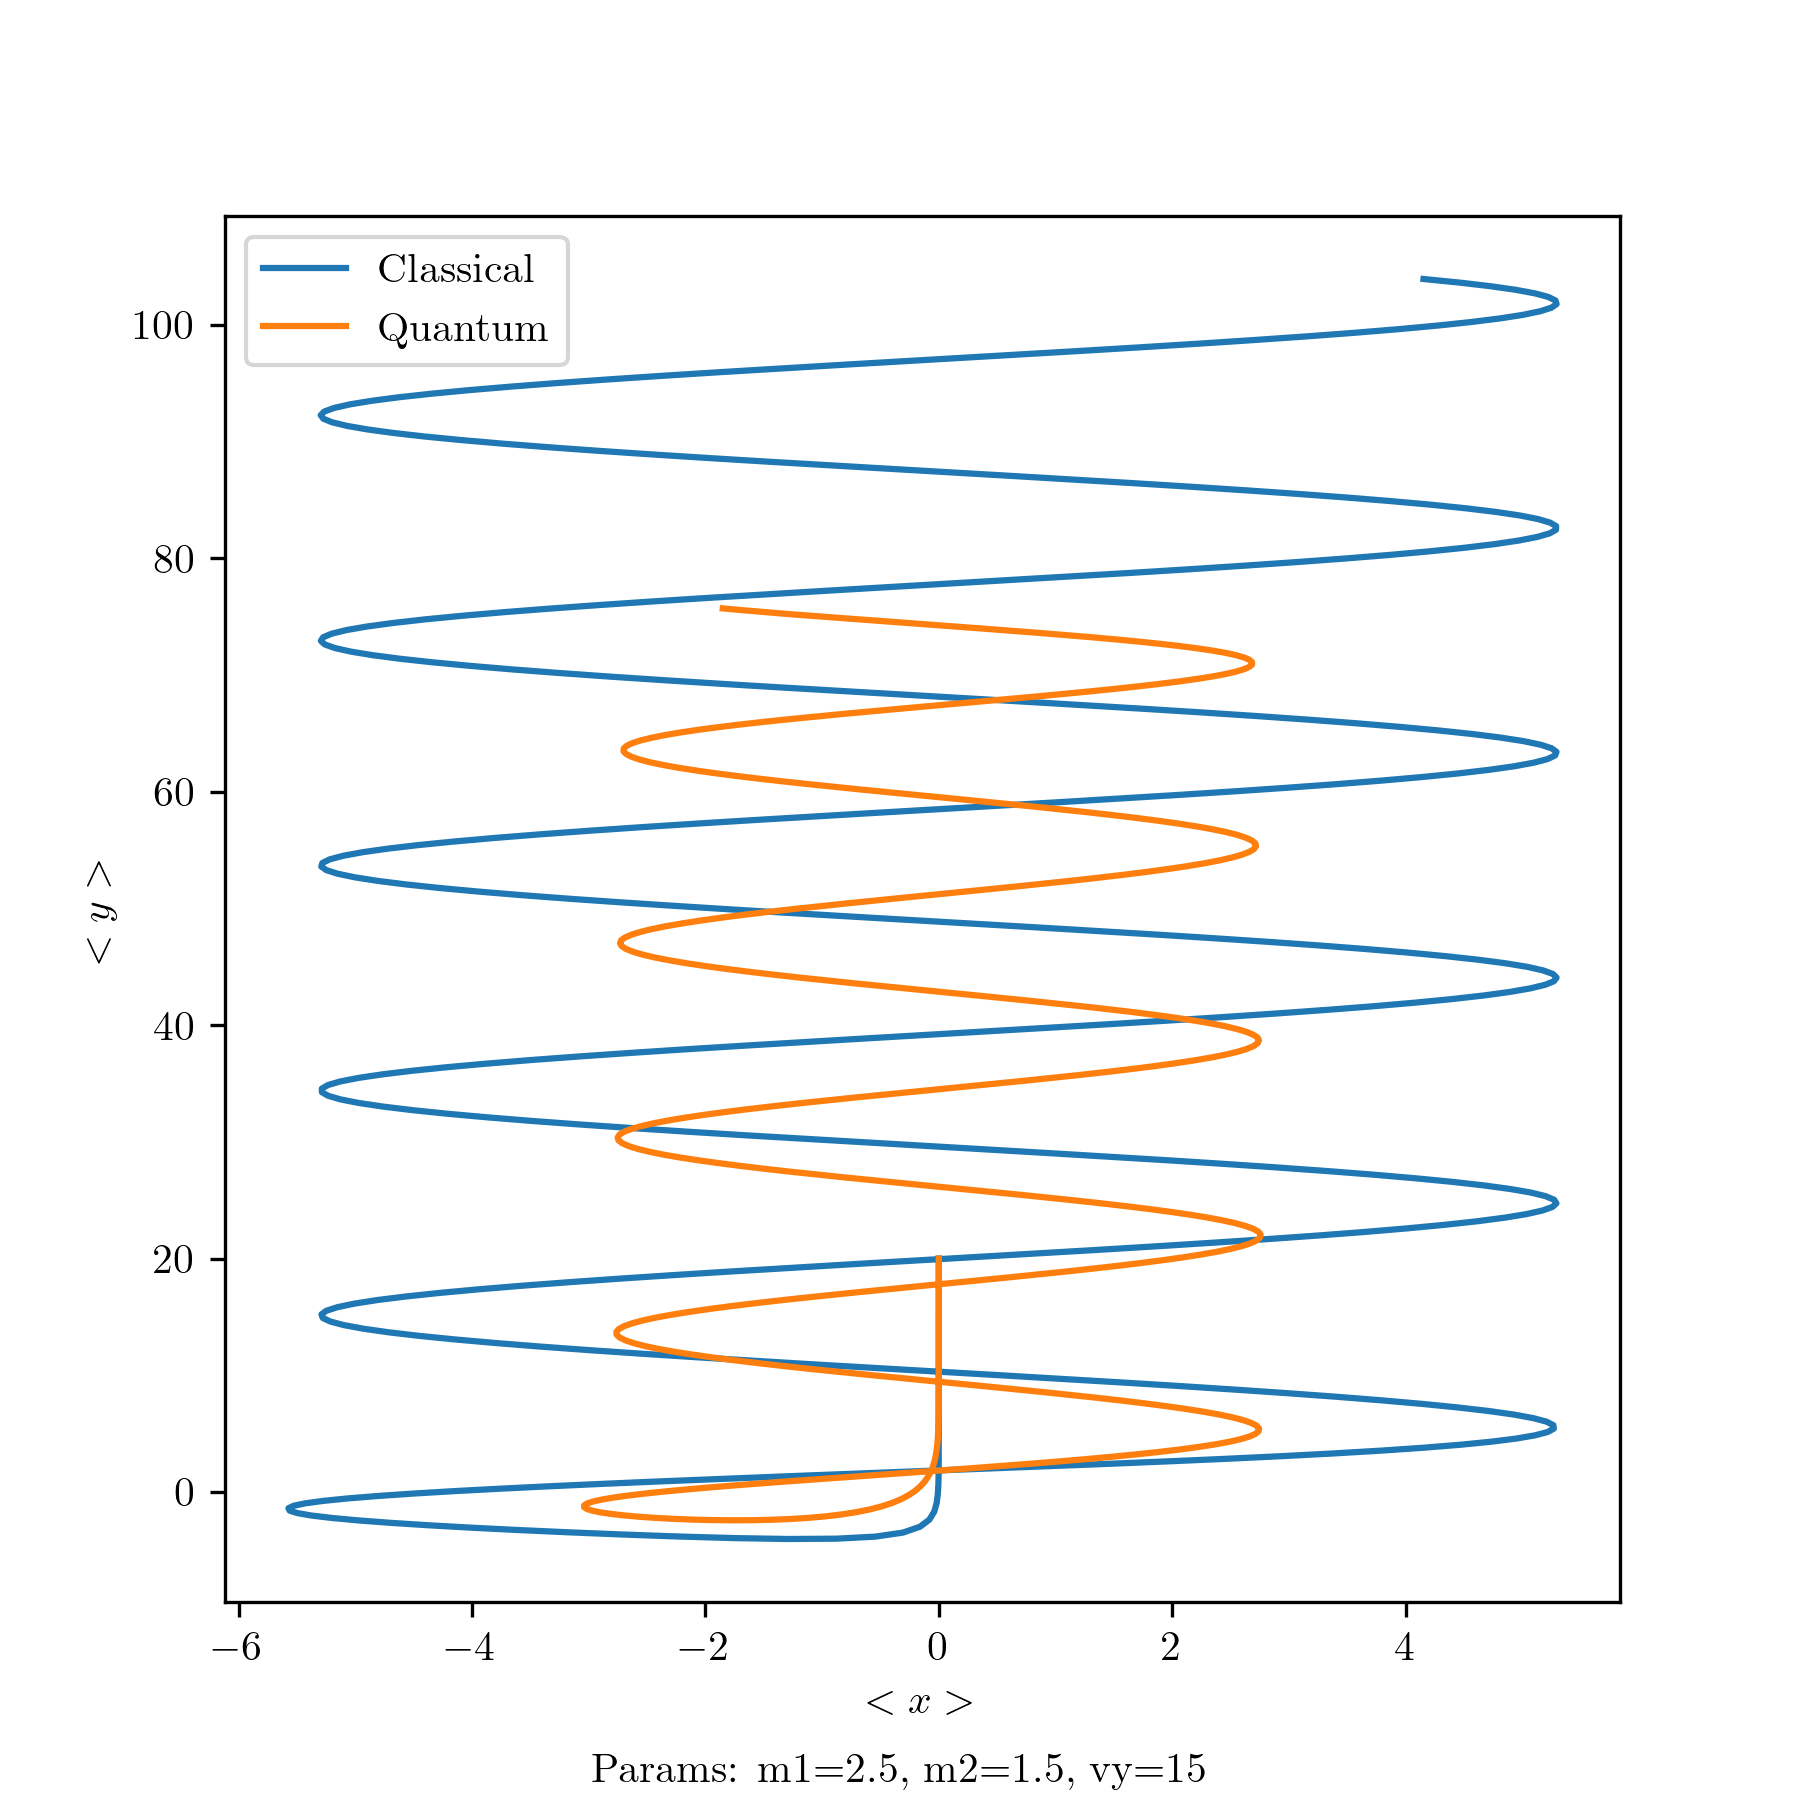 Classical
Quantum
100
80
60
40
20
0
< y >
−6 −4 −2 0 2 4
< x >
Params: m1=2.5, m2=1.5, vy=15